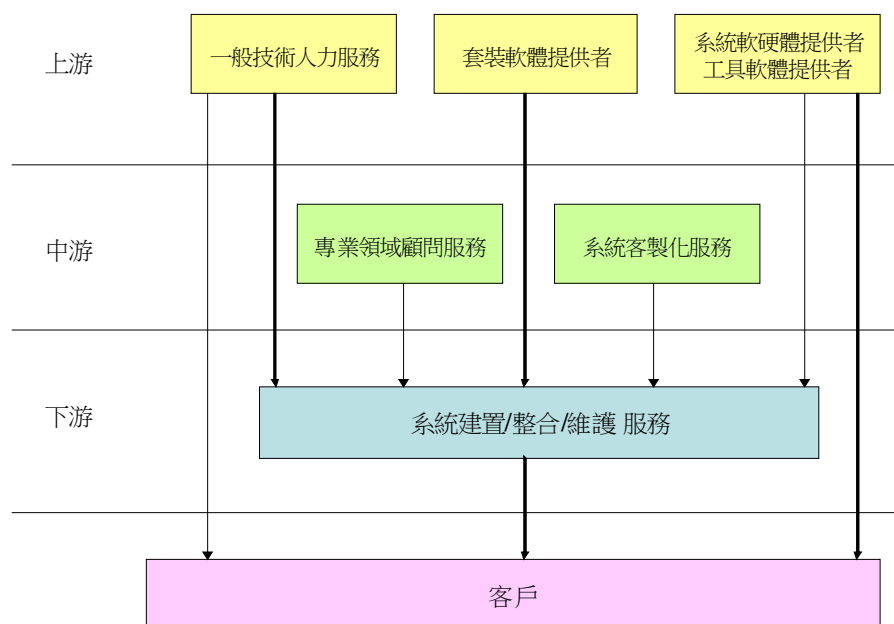 上游
一般技術人力服務
套裝軟體提供者
系統軟硬體提供者
工具軟體提供者
中游
專業領域顧問服務
系統客製化服務
下游
系統建置/整合/維護 服務
客戶